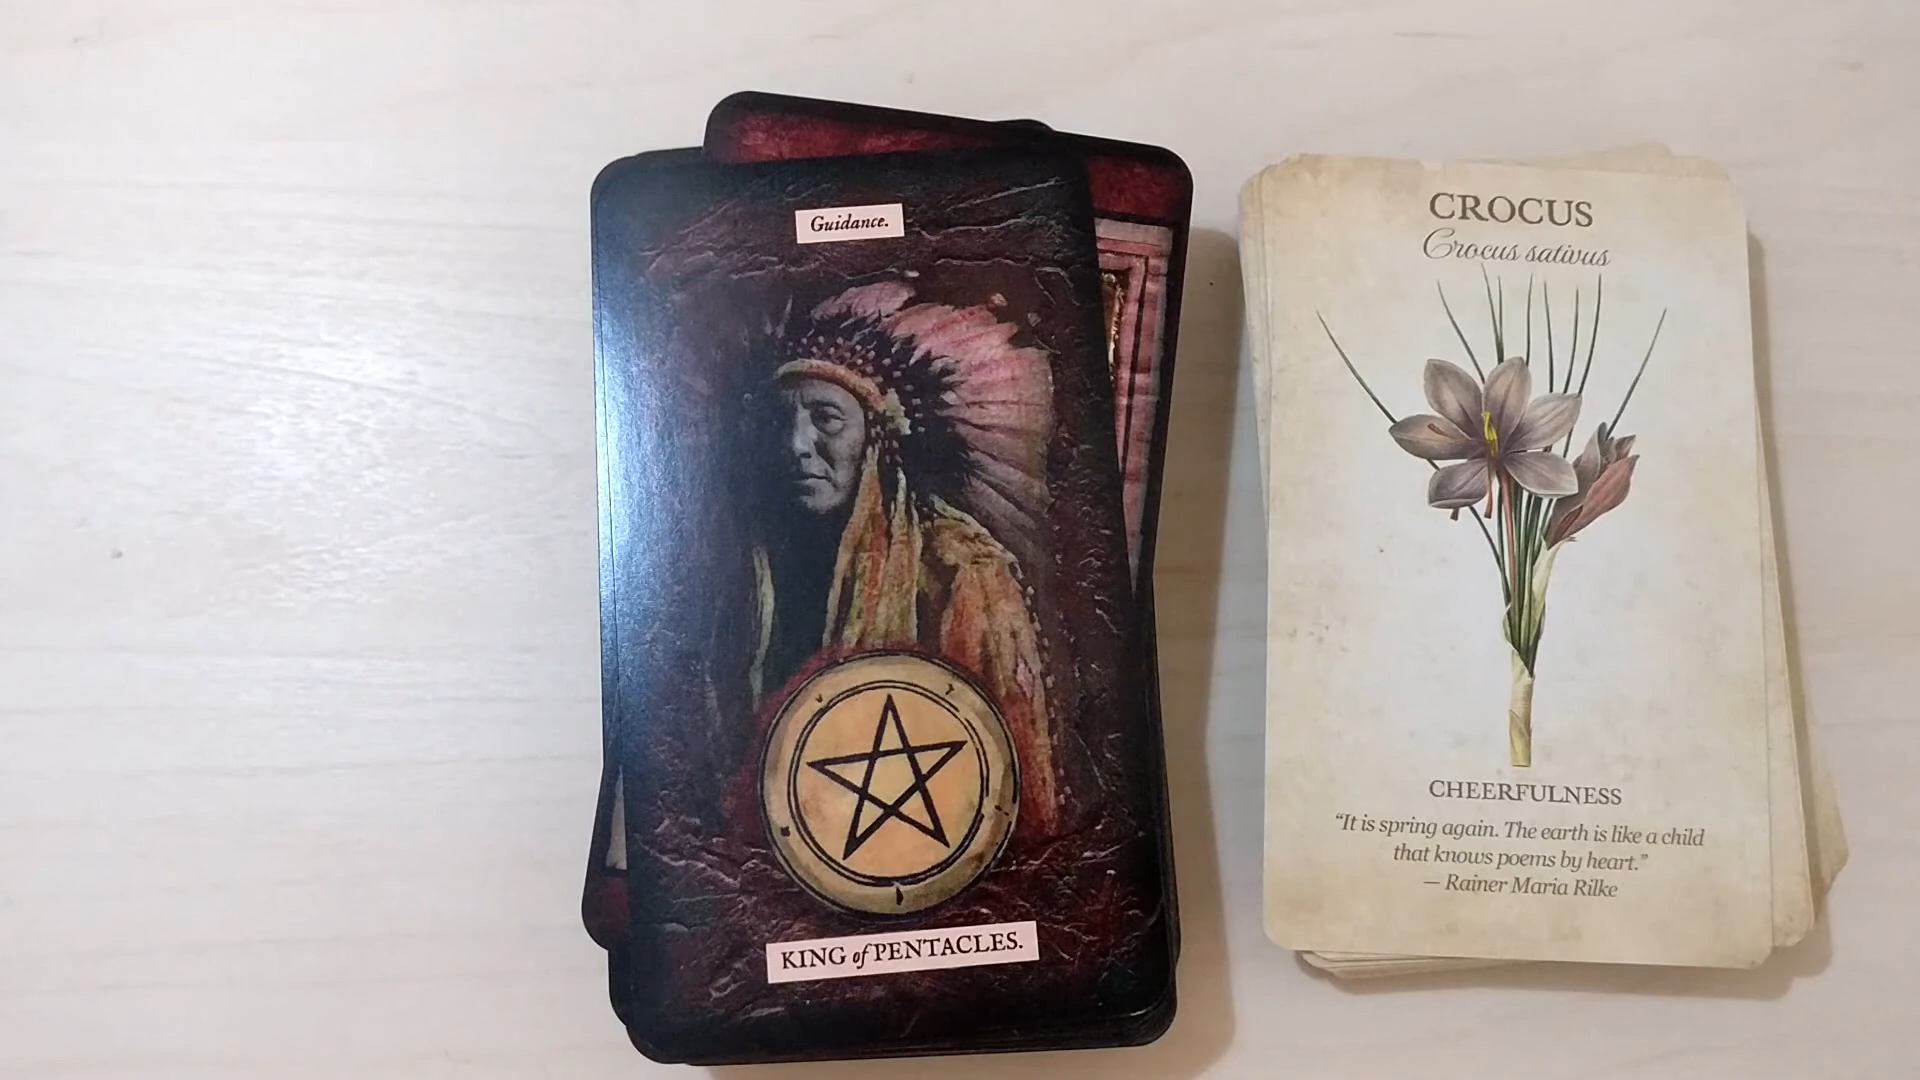 Guidance.
KING of PENTACLES.
CROCUS
Crocus sativus
CHEERFULNESS
“It is spring again. The earth is like a child
that knows poems by heart.”
— Rainer Maria Rilke